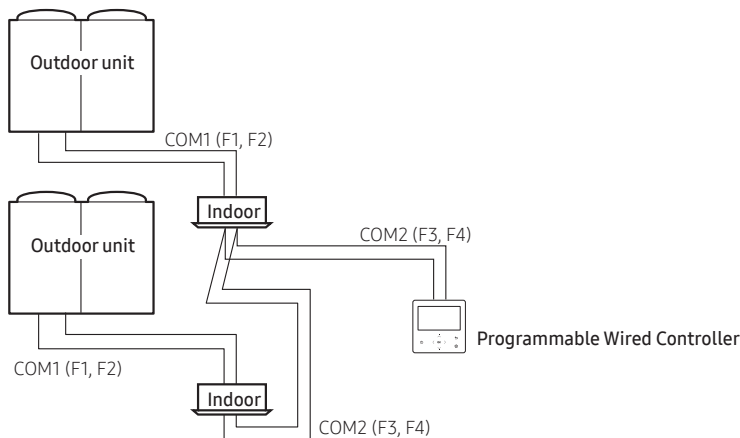 Outdoor unit
COM1 (F1, F2)
Indoor
Outdoor unit
COM2 (F3, F4)
Programmable Wired Controller
COM1 (F1, F2)
Indoor
COM2 (F3, F4)